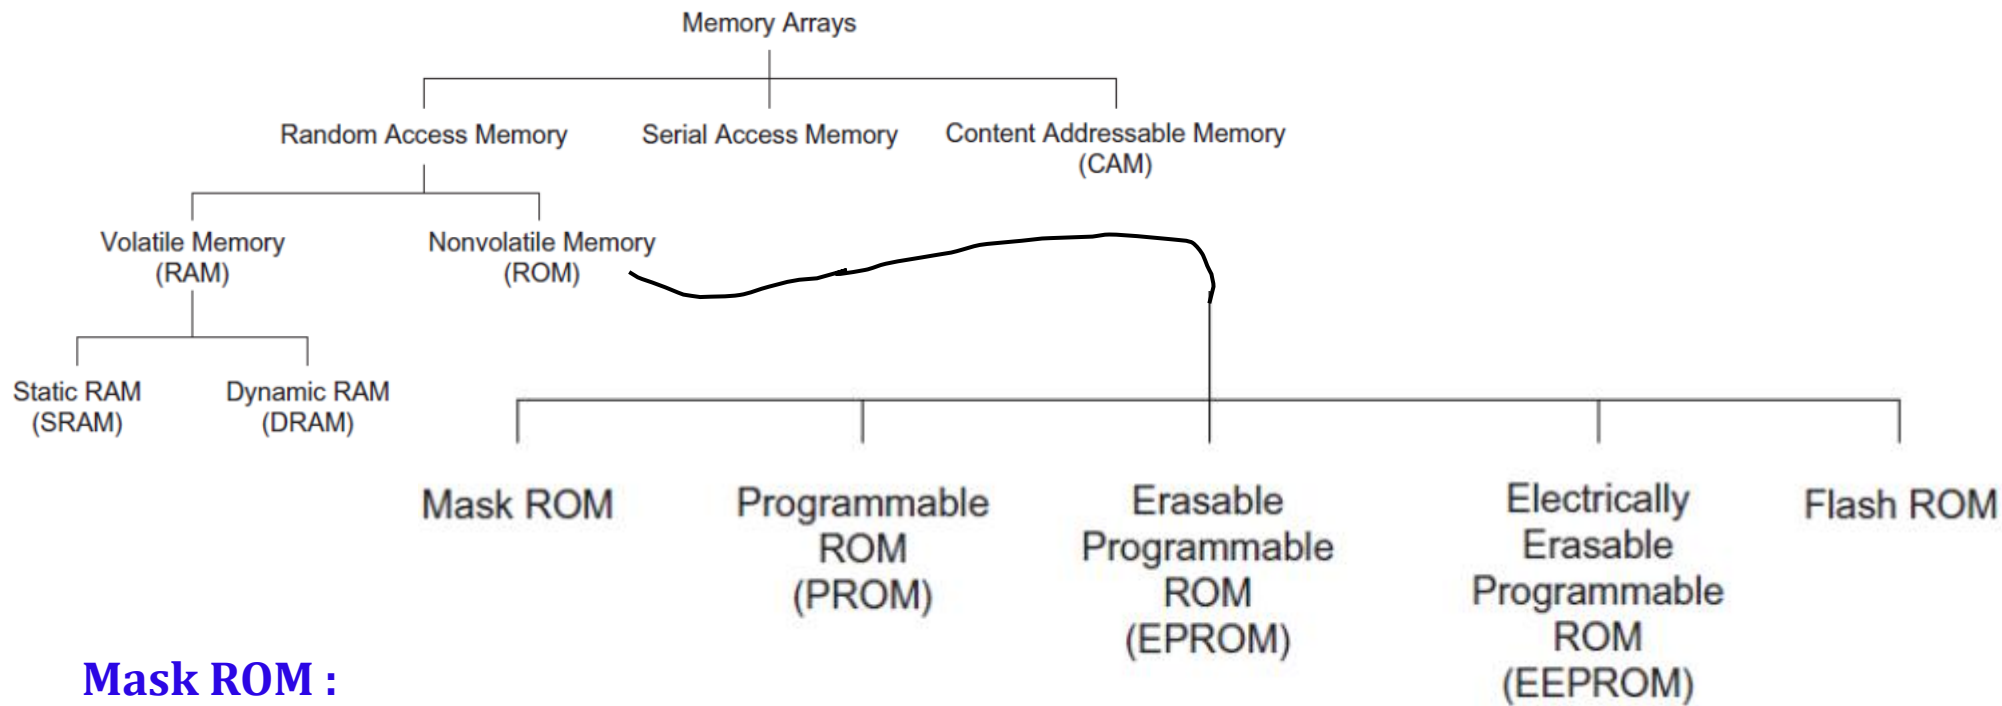 Memory Arrays
Random Access Memory
Serial Access Memory
Content Addressable Memory
(CAM)
Volatile Memory
(RAM)
Nonvolatile Memory
(ROM)
Static RAM
(SRAM)
Dynamic RAM
(DRAM)
Mask ROM
Programmable
ROM
(PROM)
Erasable
Programmable
ROM
(EPROM)
Electrically
Erasable
Programmable
ROM
(EEPROM)
Flash ROM
Mask ROM :